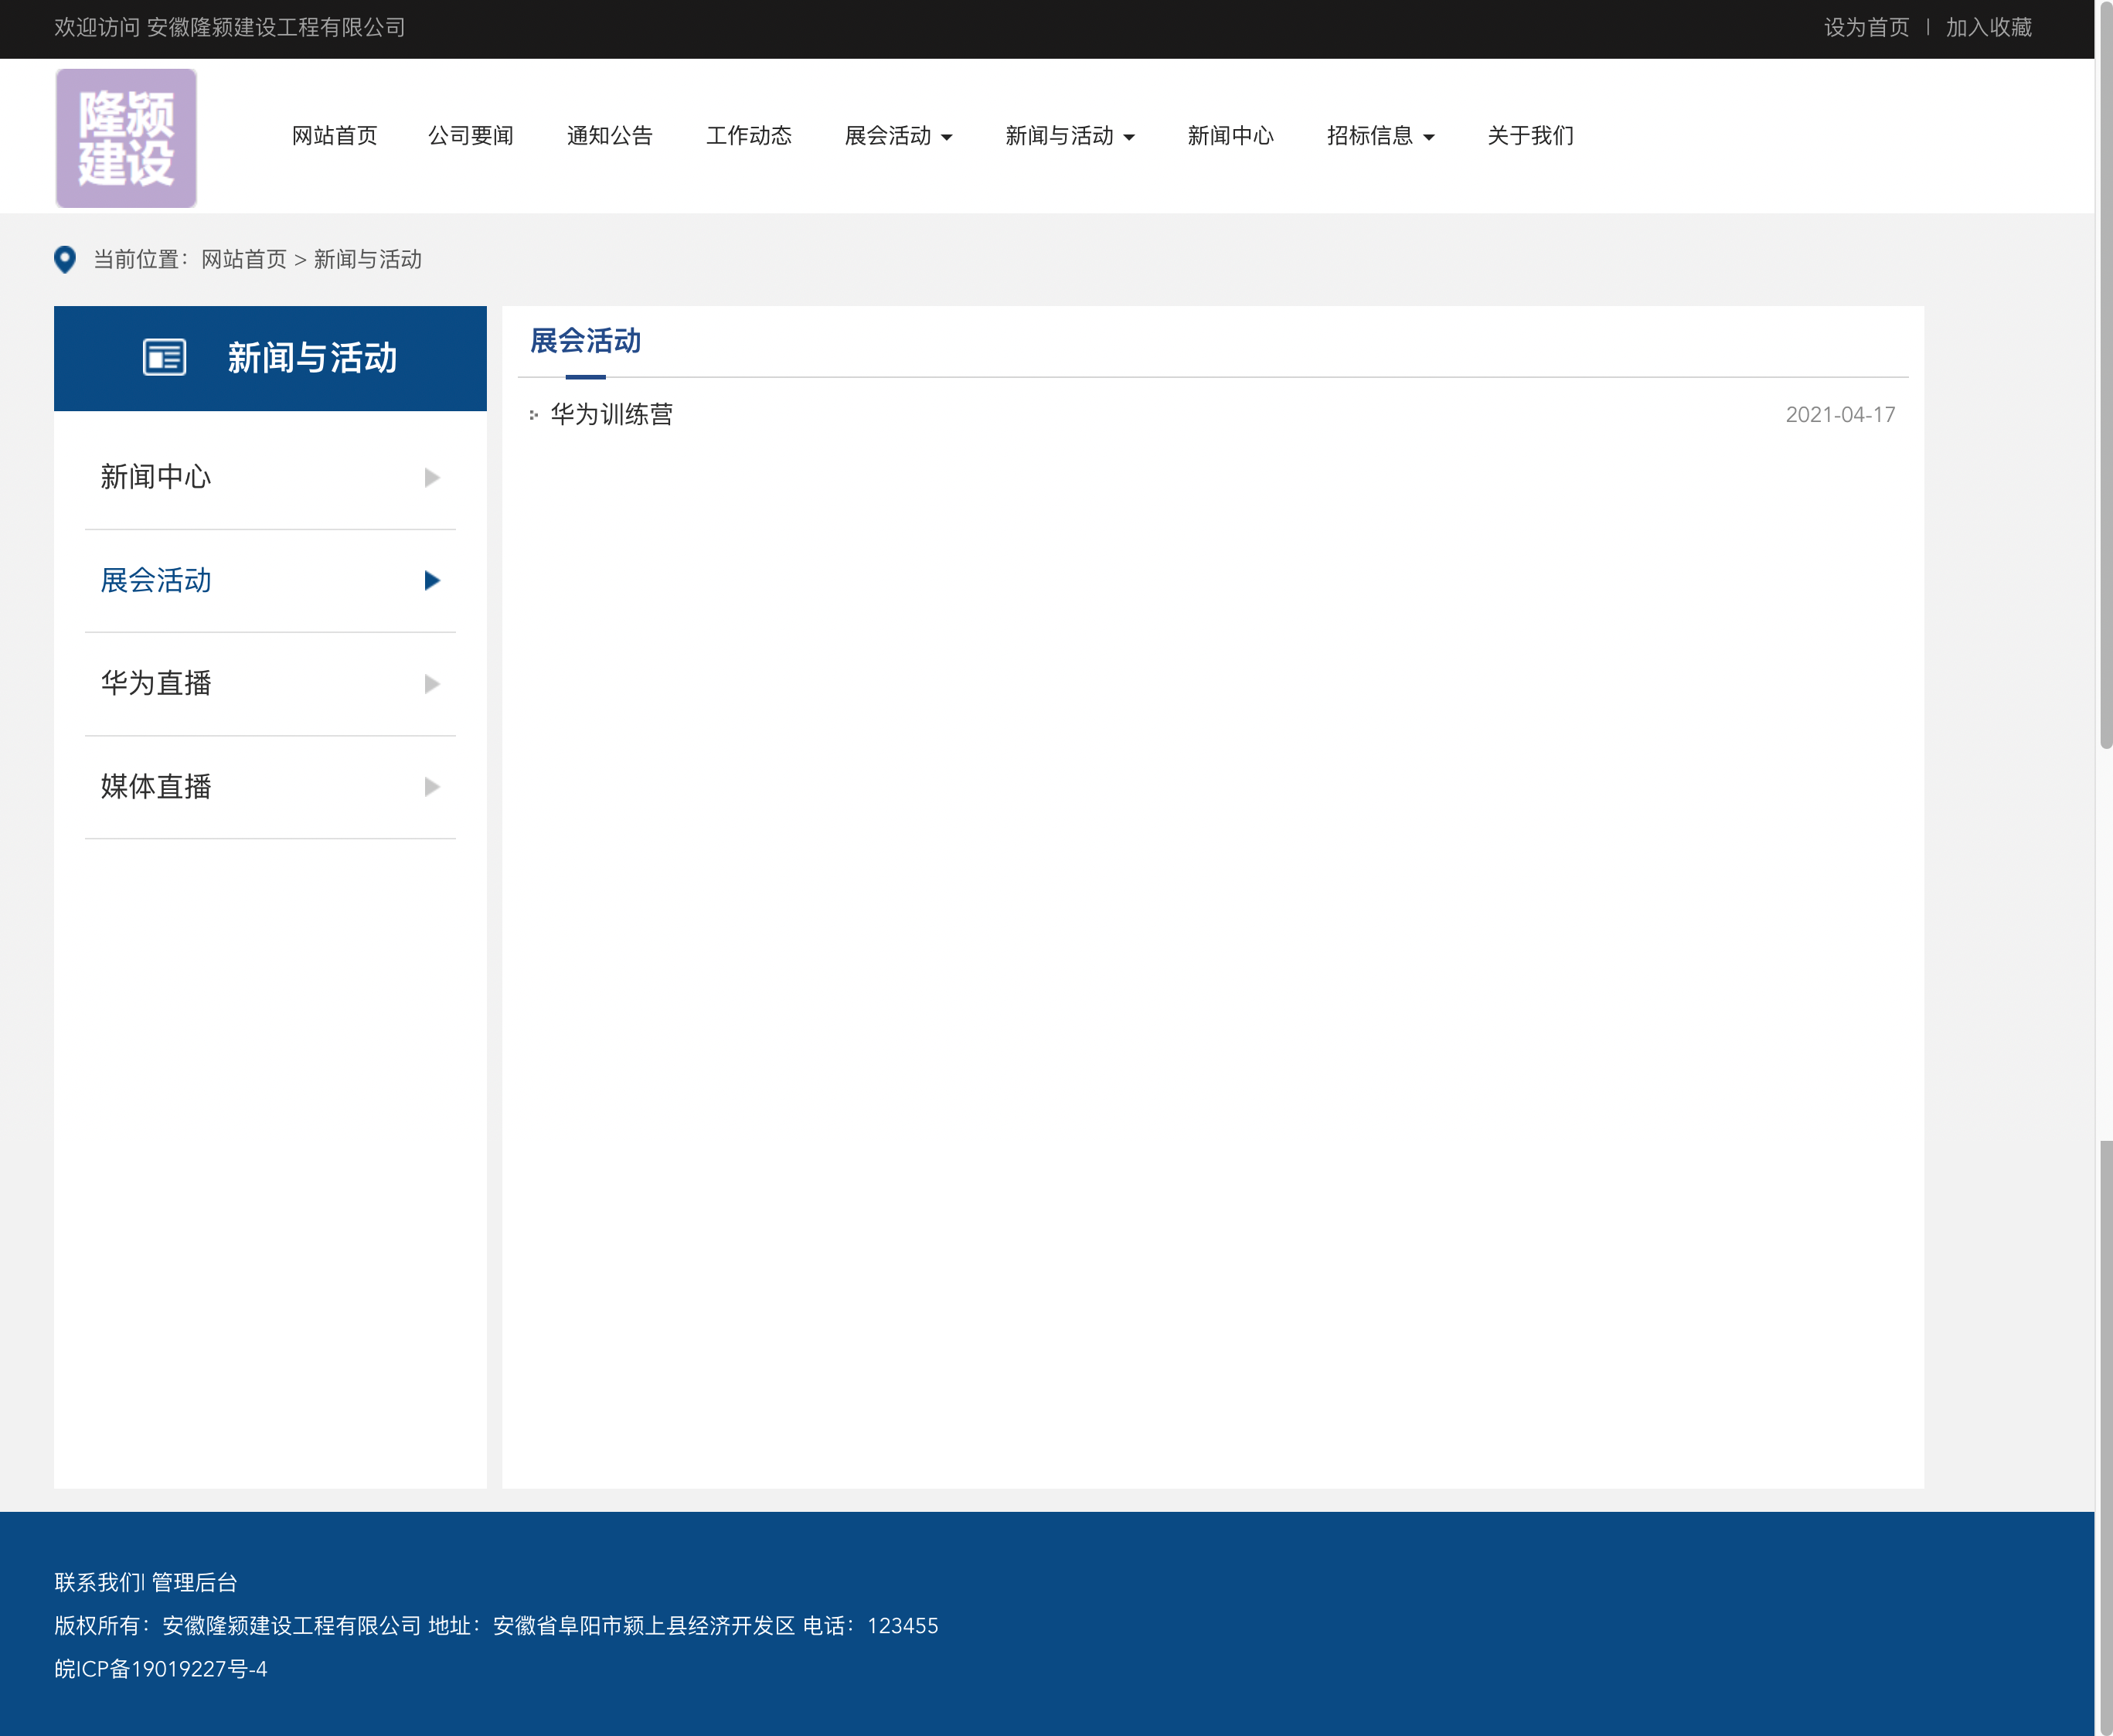 欢迎访问 安徽隆颍建设工程有限公司 设为首页 | 加入收藏
隆颍
建设
网站首页 公司要闻 通知公告 工作动态 展会活动 新闻与活动 新闻中心 招标信息 关于我们
当前位置：网站首页 > 新闻与活动
新闻与活动
新闻中心
展会活动
华为直播
媒体直播
展会活动
华为训练营 2021-04-17
联系我们| 管理后台
版权所有：安徽隆颍建设工程有限公司 地址：安徽省阜阳市颍上县经济开发区 电话：123455
皖ICP备19019227号-4